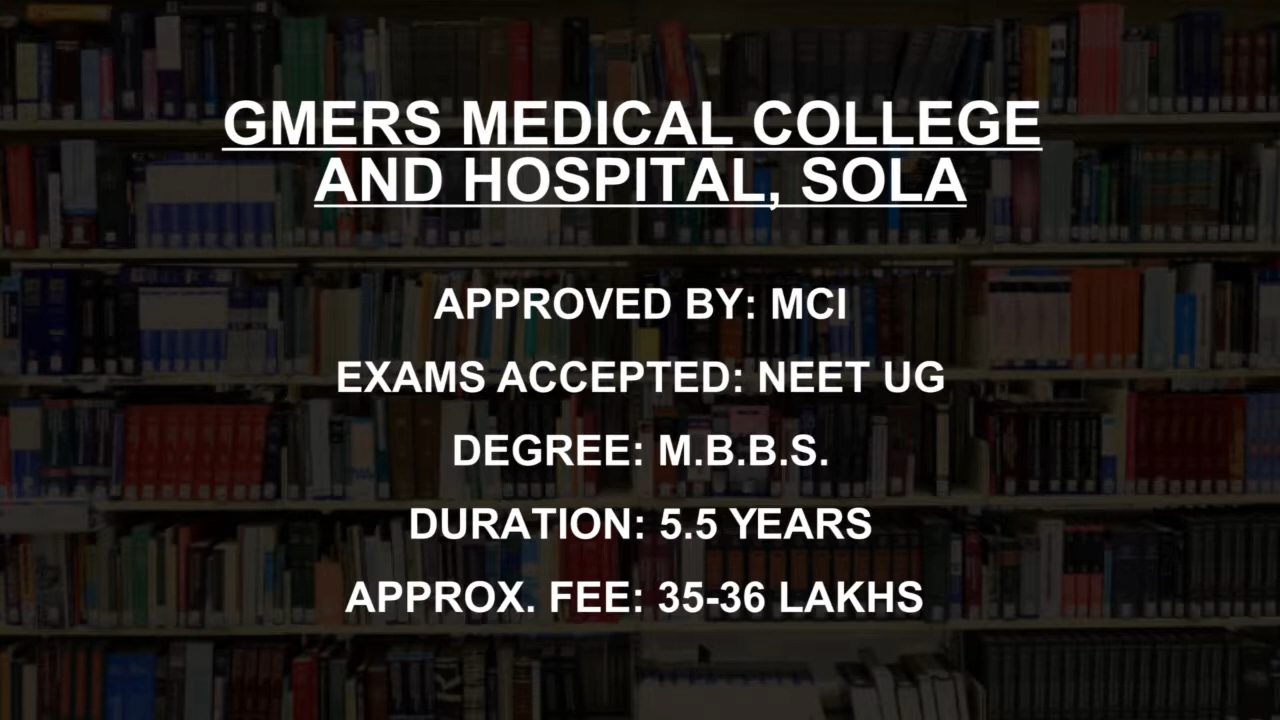 GMERS MEDICAL COLLEGE
AND HOSPITAL, SOLA
APPROVED BY: MCI
EXAMS ACCEPTED: NEET UG
DEGREE: M.B.B.S.
DURATION: 5.5 YEARS
APPROX. FEE: 35-36 LAKHS